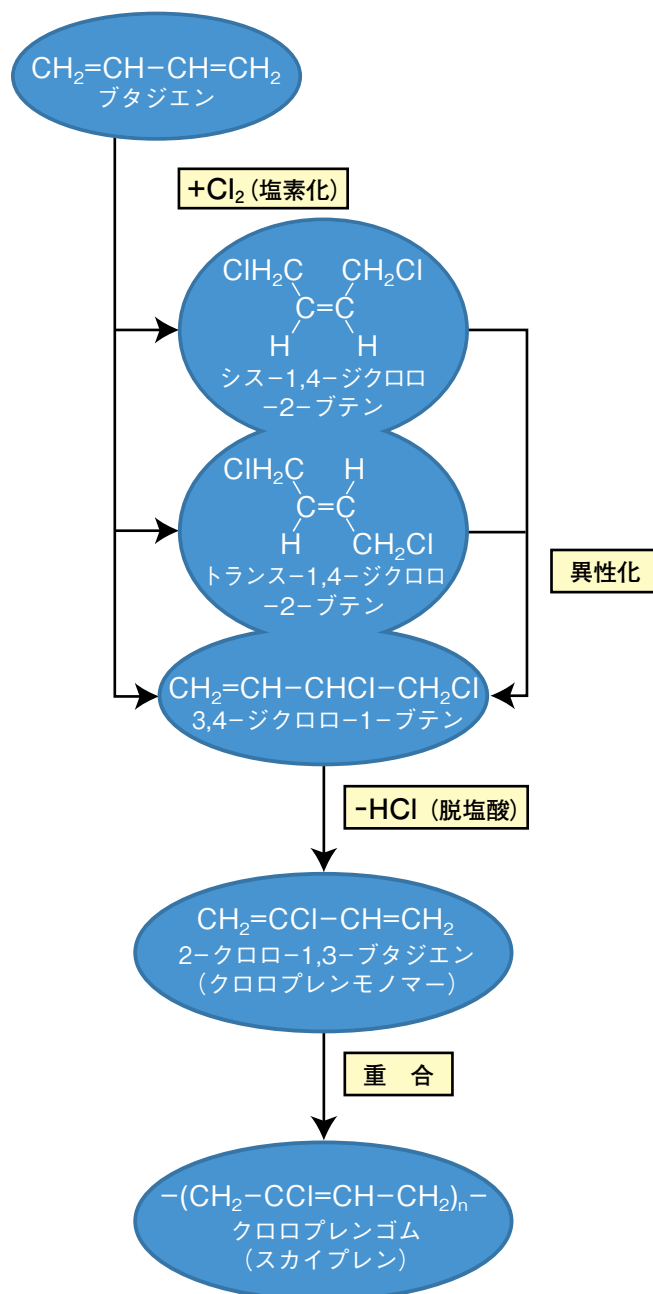 CH₂=CH−CH=CH₂
ブタジエン
+Cl₂（塩素化）
ClH₂C CH₂Cl
C=C
H H
シス−1,4−ジクロロ
−2−ブテン
ClH₂C H
C=C
H CH₂Cl
トランス−1,4−ジクロロ
−2−ブテン
異性化
CH₂=CH−CHCl−CH₂Cl
3,4−ジクロロ−1−ブテン
-HCl（脱塩酸）
CH₂=CCl−CH=CH₂
2−クロロ−1,3−ブタジエン
（クロロプレンモノマー）
重　合
−(CH₂−CCl=CH−CH₂)ₙ−
クロロプレンゴム
（スカイプレン）